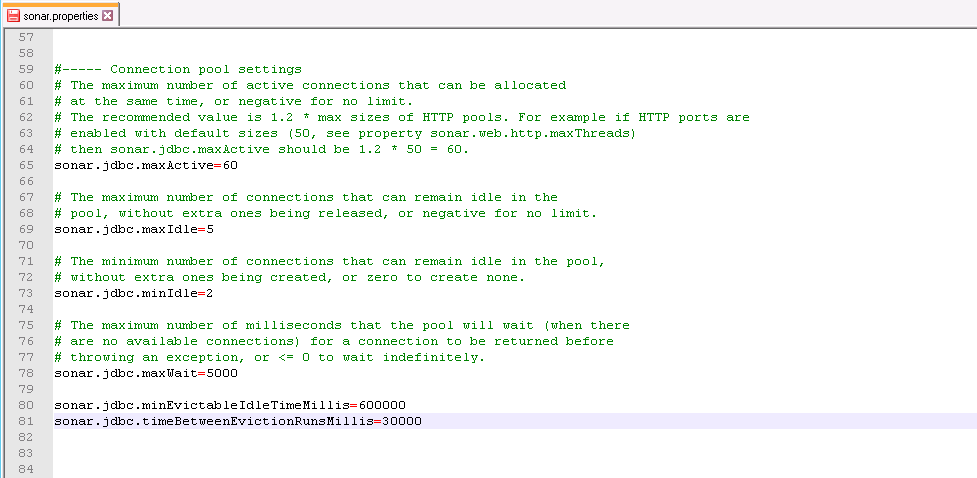 sonar.properties
57
58
59 #----- Connection pool settings
60 # The maximum number of active connections that can be allocated
61 # at the same time, or negative for no limit.
62 # The recommended value is 1.2 * max sizes of HTTP pools. For example if HTTP ports are
63 # enabled with default sizes (50, see property sonar.web.http.maxThreads)
64 # then sonar.jdbc.maxActive should be 1.2 * 50 = 60.
65 sonar.jdbc.maxActive=60
66
67 # The maximum number of connections that can remain idle in the
68 # pool, without extra ones being released, or negative for no limit.
69 sonar.jdbc.maxIdle=5
70
71 # The minimum number of connections that can remain idle in the pool,
72 # without extra ones being created, or zero to create none.
73 sonar.jdbc.minIdle=2
74
75 # The maximum number of milliseconds that the pool will wait (when there
76 # are no available connections) for a connection to be returned before
77 # throwing an exception, or <= 0 to wait indefinitely.
78 sonar.jdbc.maxWait=5000
79
80 sonar.jdbc.minEvictableIdleTimeMillis=600000
81 sonar.jdbc.timeBetweenEvictionRunsMillis=30000
82
83
84